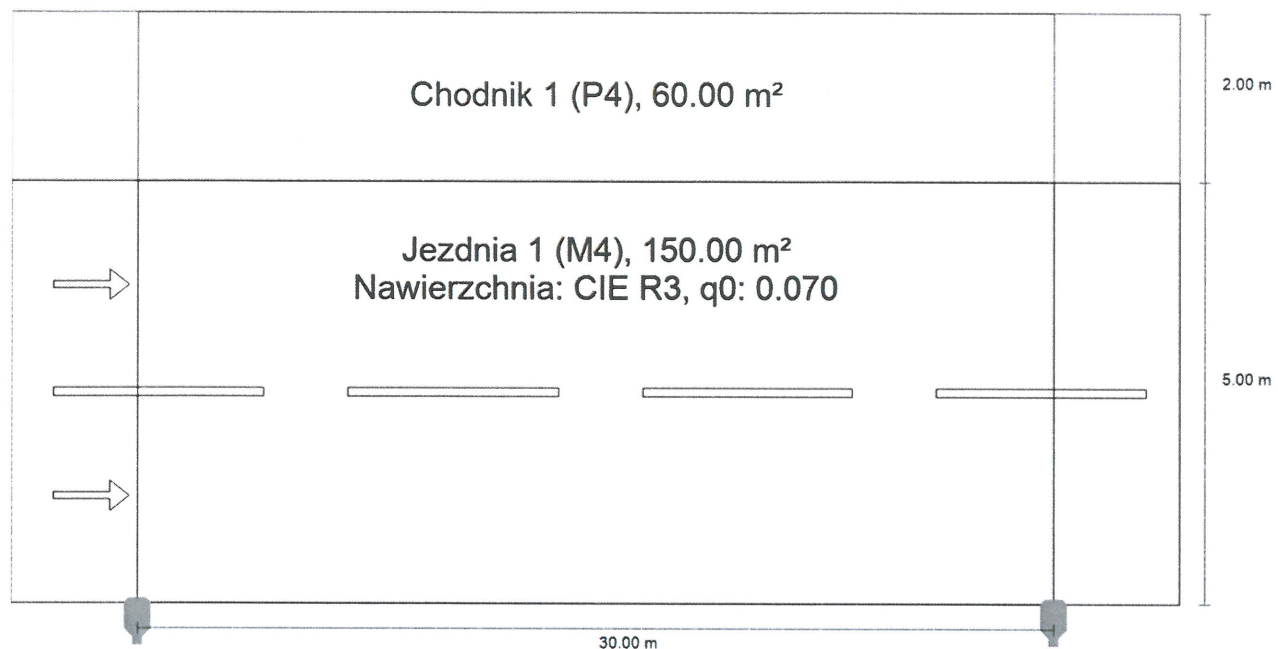 Chodnik 1 (P4), 60.00 m²
2.00 m
Jezdnia 1 (M4), 150.00 m²
Nawierzchnia: CIE R3, q0: 0.070
5.00 m
30.00 m